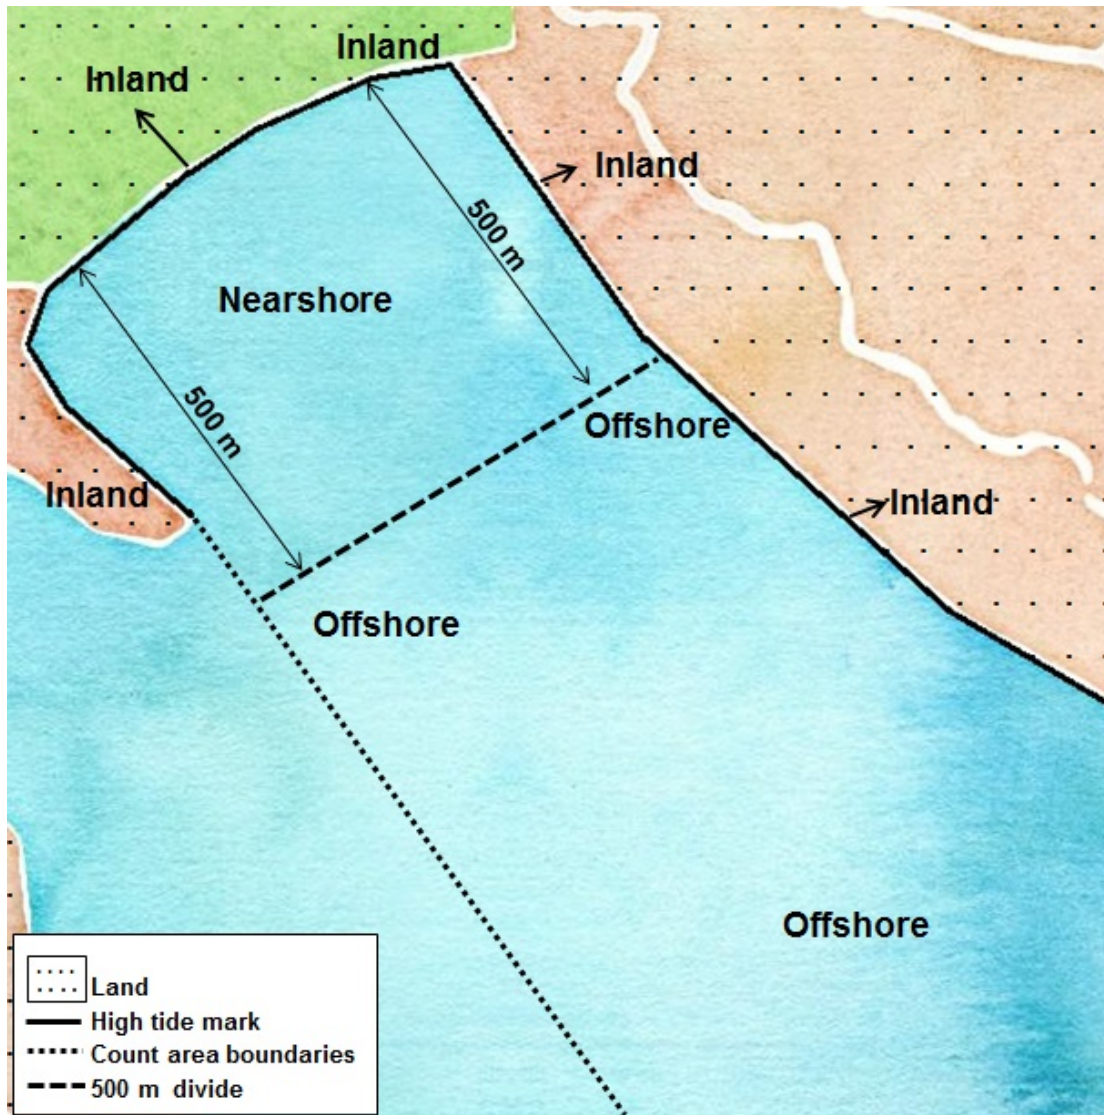 Inland
Inland
Inland
500 m
Nearshore
500 m
Offshore
Inland
Inland
Offshore
Offshore
Land
High tide mark
Count area boundaries
500 m divide